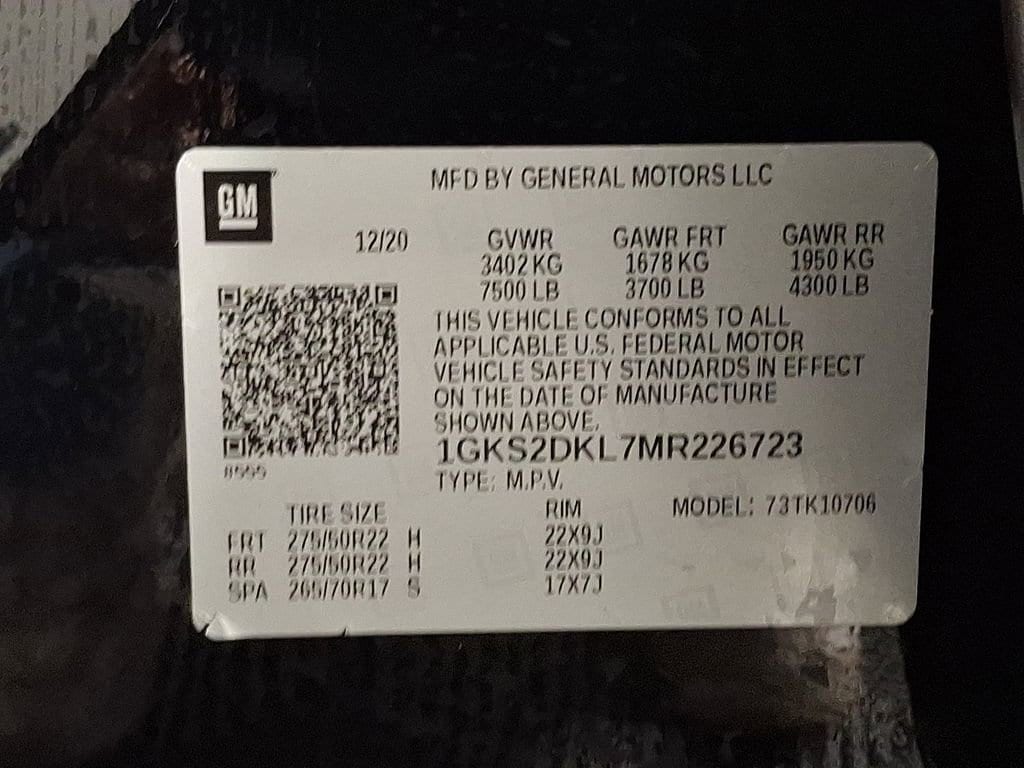 GM
MFD BY GENERAL MOTORS LLC
12/20 GVWR GAWR FRT GAWR RR
3402 KG 1678 KG 1950 KG
7500 LB 3700 LB 4300 LB
THIS VEHICLE CONFORMS TO ALL
APPLICABLE U.S. FEDERAL MOTOR
VEHICLE SAFETY STANDARDS IN EFFECT
ON THE DATE OF MANUFACTURE
SHOWN ABOVE.
1GKS2DKL7MR226723
#999
TYPE: M.P.V.
TIRE SIZE RIM MODEL: 73TK10706
FRT 275/50R22 H 22X9J
RR 275/50R22 H 22X9J
SPA 265/70R17 S 17X7J